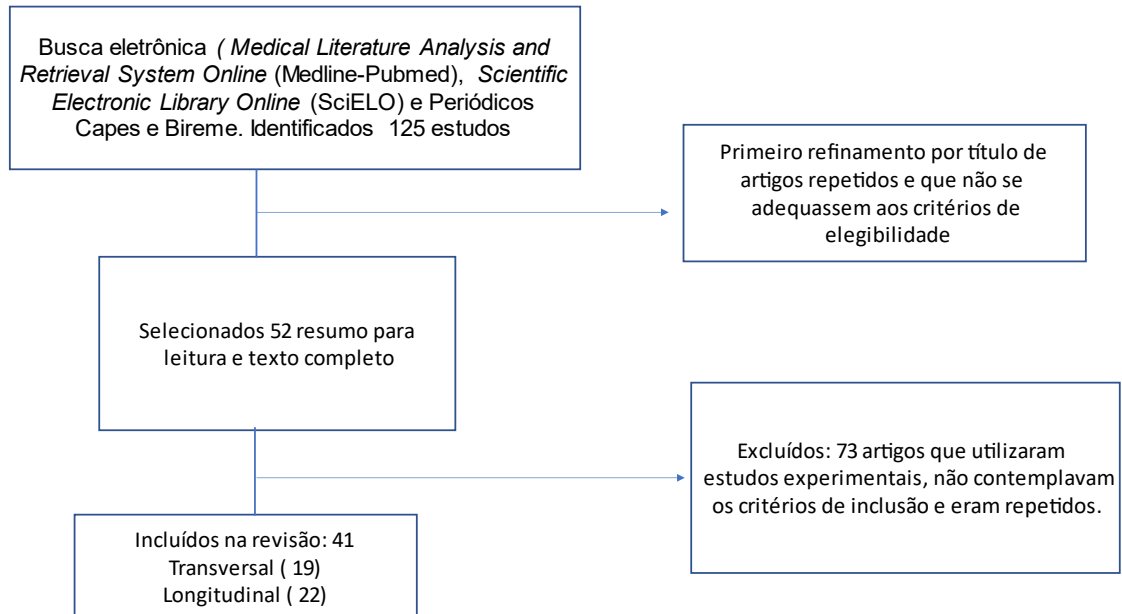 Busca eletrônica ( Medical Literature Analysis and
Retrieval System Online (Medline-Pubmed), Scientific
Electronic Library Online (SciELO) e Periódicos
Capes e Bireme. Identificados 125 estudos
Primeiro refinamento por título de
artigos repetidos e que não se
adequassem aos critérios de
elegibilidade
Selecionados 52 resumo para
leitura e texto completo
Excluídos: 73 artigos que utilizaram
estudos experimentais, não contemplavam
os critérios de inclusão e eram repetidos.
Incluídos na revisão: 41
Transversal ( 19)
Longitudinal ( 22)